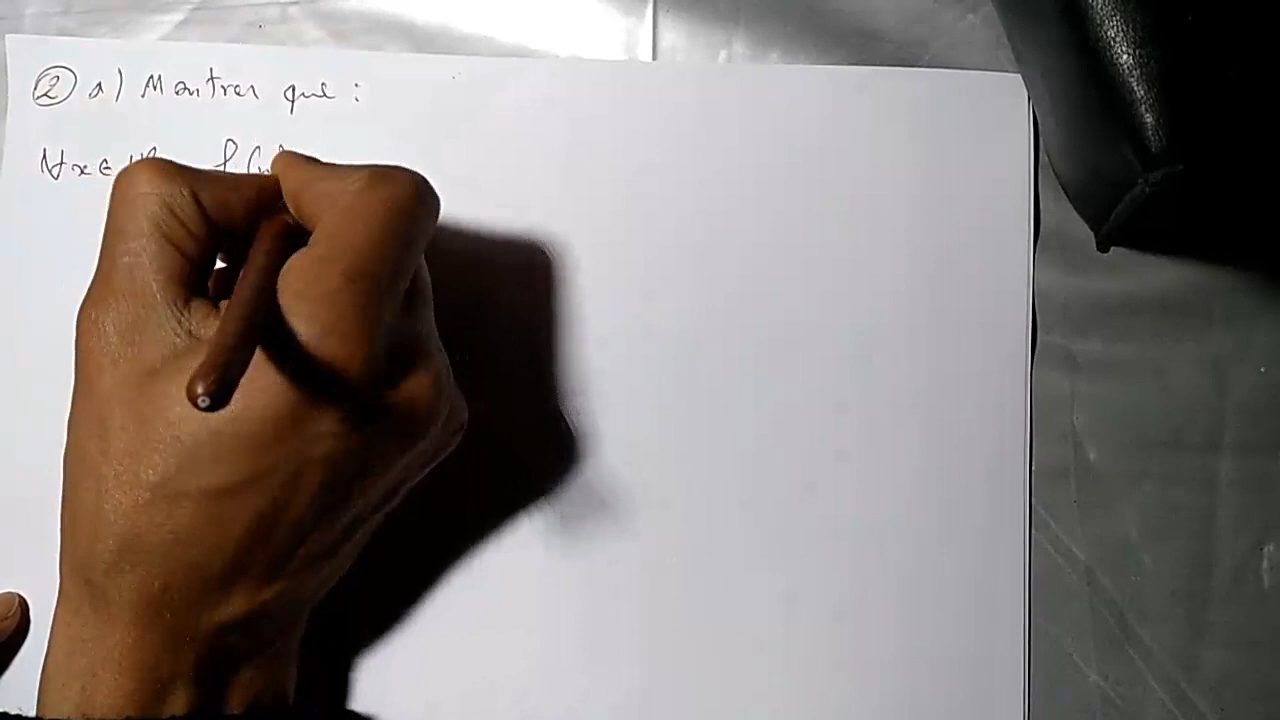 ② a) Montrer que :
∀x∈ f(x)